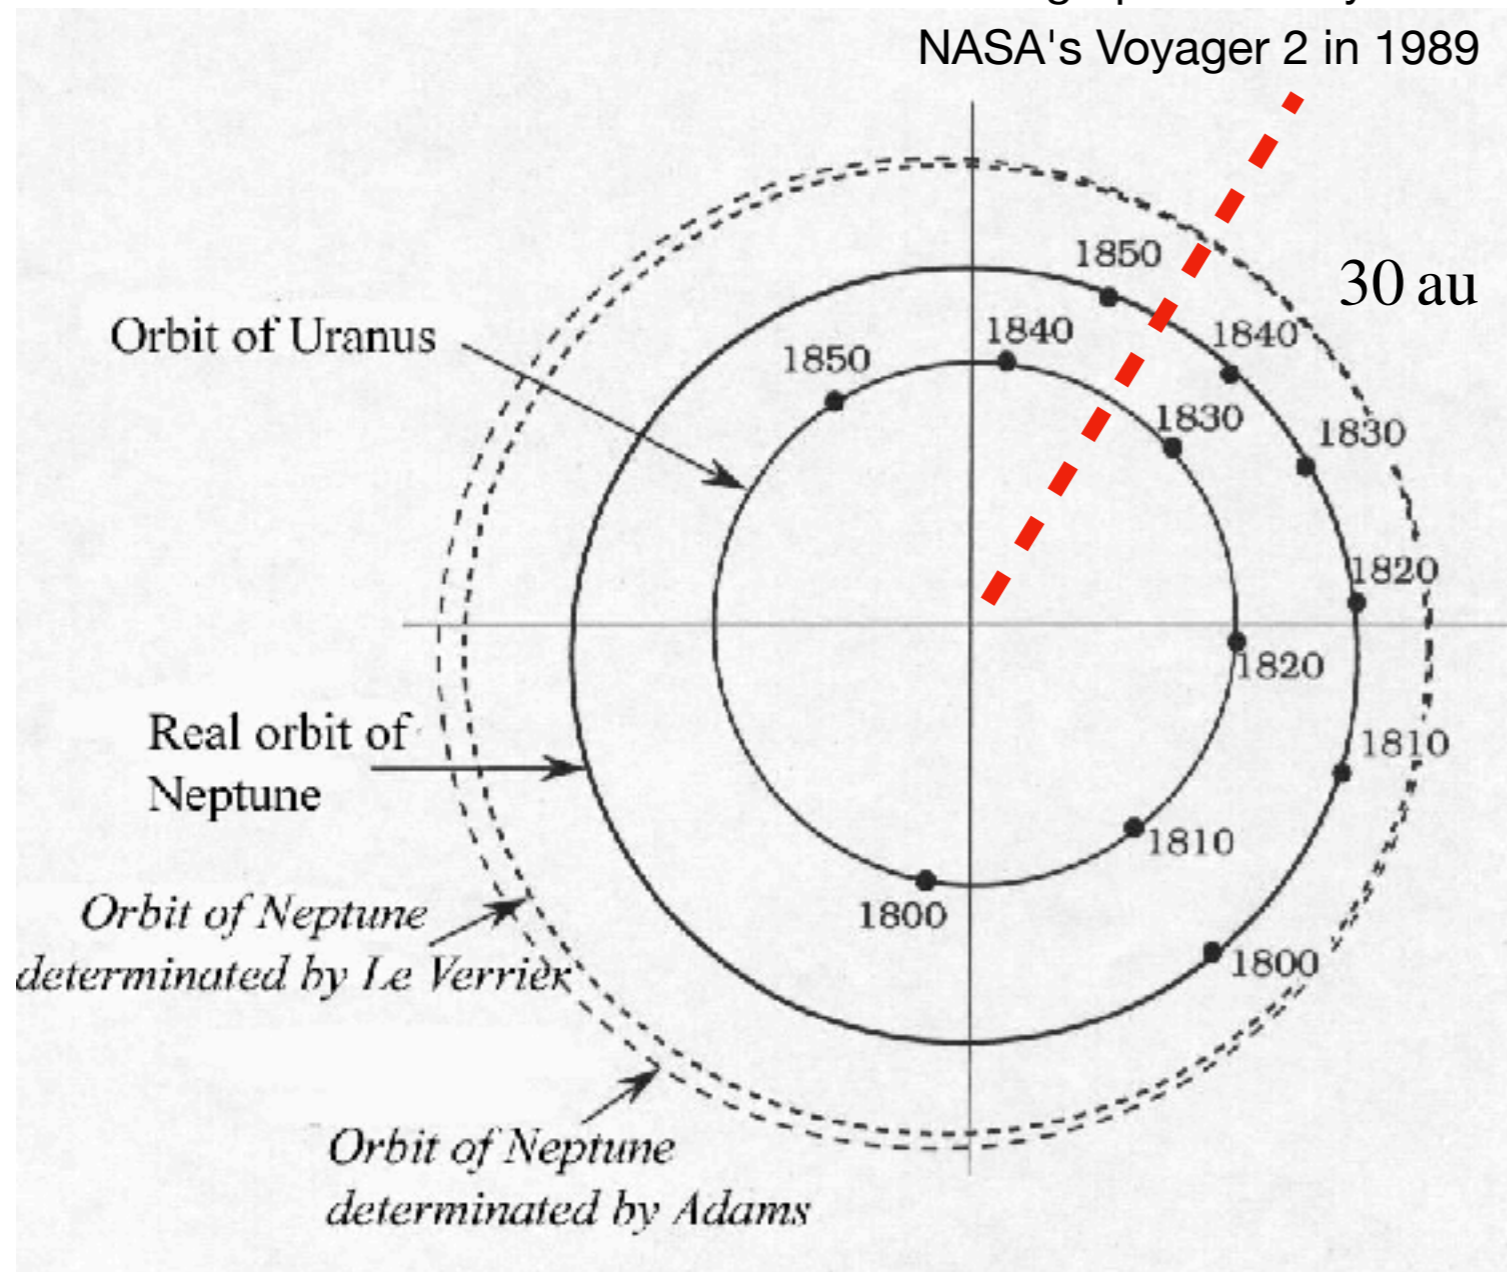 NASA's Voyager 2 in 1989
1850
30 au
1840
1840
Orbit of Uranus
1850
1830
1830
1820
1820
Real orbit of
Neptune
1810
1810
1800
Orbit of Neptune
determinated by Le Verrier
1800
Orbit of Neptune
determinated by Adams